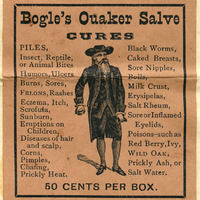 Bogle's Quaker Salve
CURES
PILES,
Insect, Reptile,
or Animal Bites
Humors, Ulcers
Burns, Sores,
FELONS, Rashes
Eczema, Itch,
Scrofula,
Sunburn,
Eruptions on
Children,
Diseases of hair
and scalp,
Corns,
Pimples,
Chafing,
Prickly Heat.
Black Worms,
Caked Breasts,
Sore Nipples,
Boils,
Milk Crust,
Erysipelas,
Salt Rheum,
Sore or Inflamed
Eyelids,
Poisons—such as
Red Berry, Ivy,
WILD OAK,
Prickly Ash, or
Salt Water.
50 CENTS PER BOX.